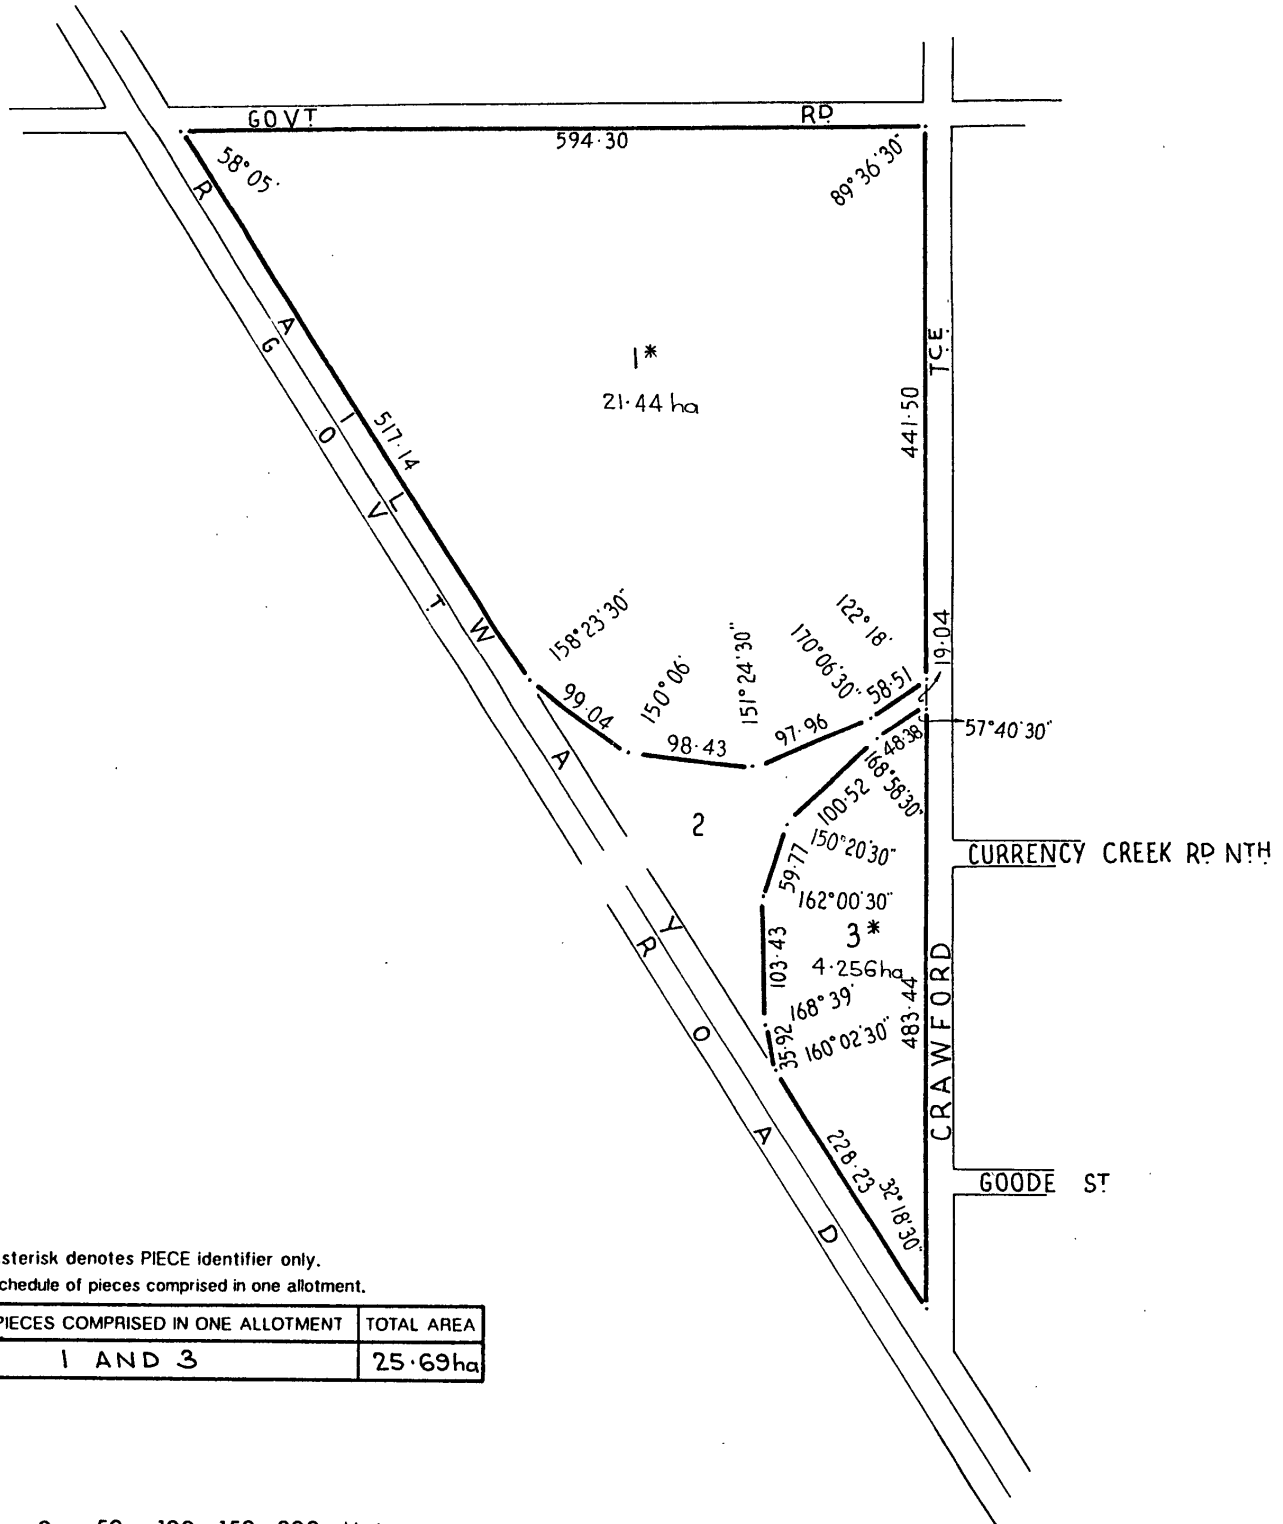 GOVT RD
594·30
58°05'
89°36'30"
RAILWAY
GOVT ROAD
517·14
1*
21·44 ha
441·50
CRAWFORD TCE
158°23'30"
150°06'
151°24'30"
170°06'30"
122°18'
19·04
99·04
98·43
97·96
58·51
57°40'30"
48·38
168°58'30"
100·52
2
150°20'30"
59·77
CURRENCY CREEK RD NTH
162°00'30"
3*
4·256ha
103·43
483·44
168°39'
35·92
160°02'30"
228·23
32°18'30"
GOODE ST
sterisk denotes PIECE identifier only.
chedule of pieces comprised in one allotment.
PIECES COMPRISED IN ONE ALLOTMENT TOTAL AREA
1 AND 3 25·69ha